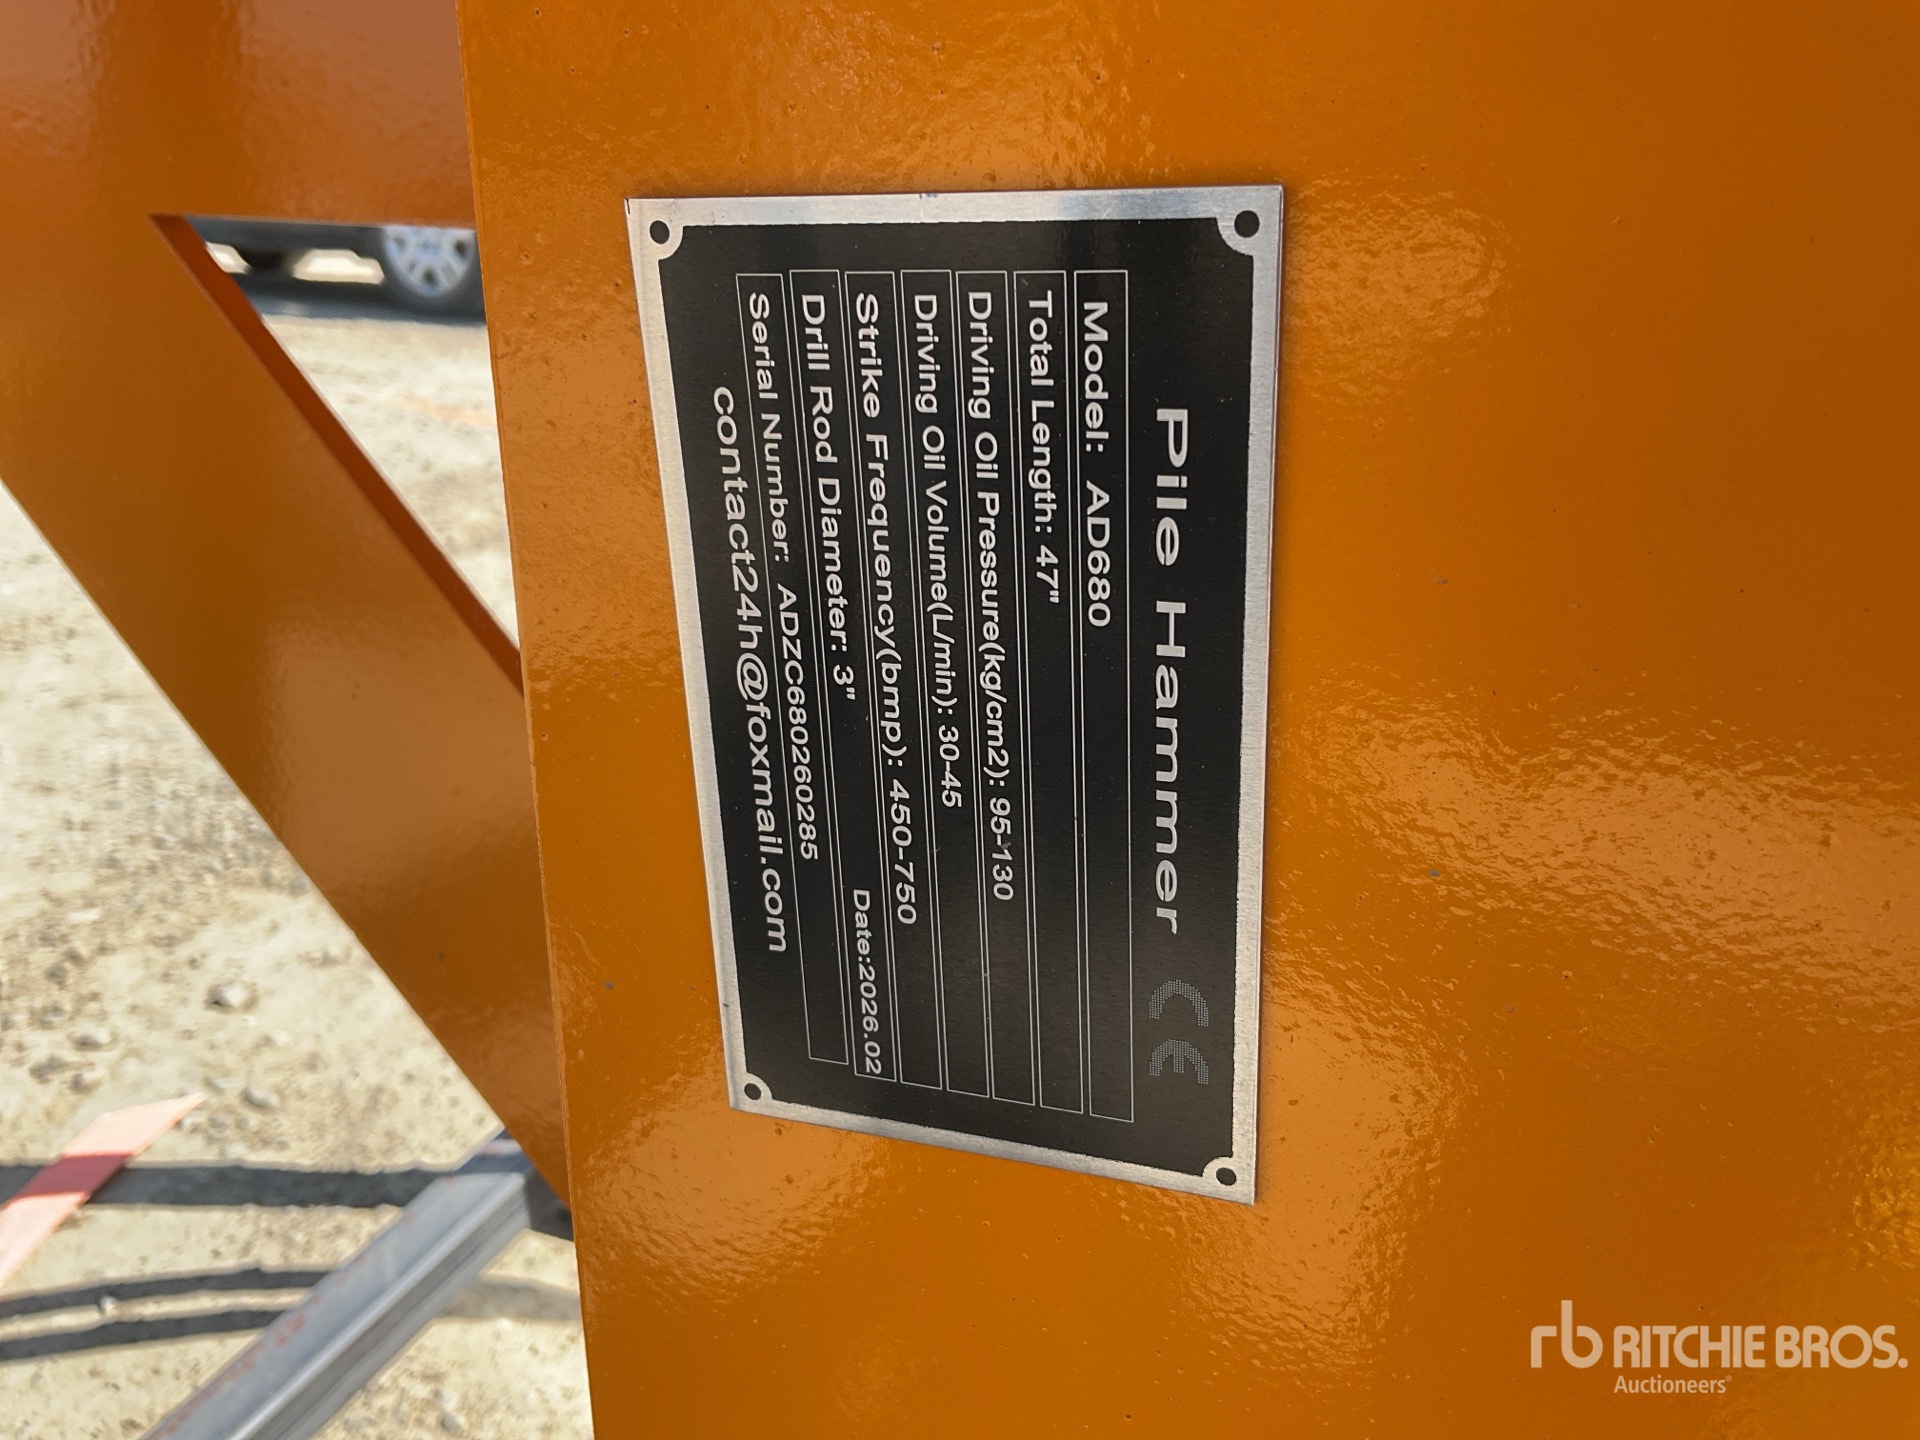 Pile Hammer CE
Model: AD680
Total Length: 47"
Driving Oil Pressure(kg/cm2): 95-130
Driving Oil Volume(L/min): 30-45
Strike Frequency(bmp): 450-750
Drill Rod Diameter: 3" Date:2026.02
Serial Number: ADZC680260285
contact24h@foxmail.com
rb RITCHIE BROS.
Auctioneers